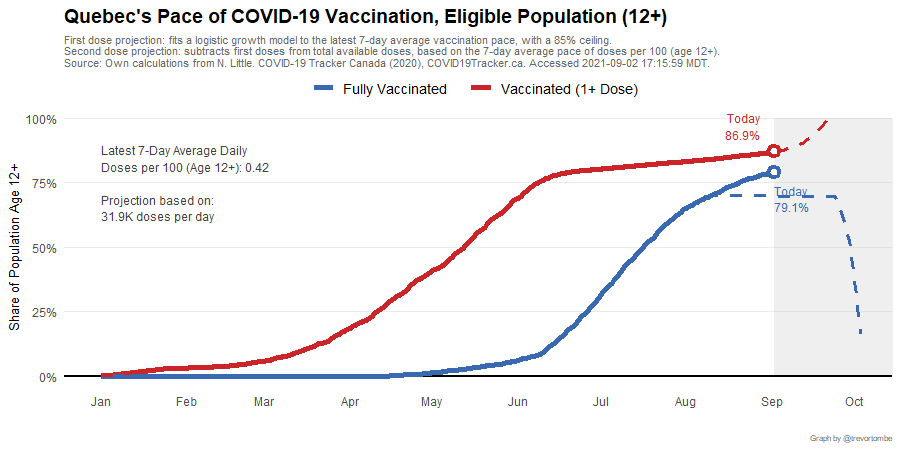 Quebec's Pace of COVID-19 Vaccination, Eligible Population (12+)
First dose projection: fits a logistic growth model to the latest 7-day average vaccination pace, with a 85% ceiling.
Second dose projection: subtracts first doses from total available doses, based on the 7-day average pace of doses per 100 (age 12+).
Source: Own calculations from N. Little. COVID-19 Tracker Canada (2020), COVID19Tracker.ca. Accessed 2021-09-02 17:15:59 MDT.
Fully Vaccinated
Vaccinated (1+ Dose)
Share of Population Age 12+
100%
75%
50%
25%
0%
Latest 7-Day Average Daily
Doses per 100 (Age 12+): 0.42
Projection based on:
31.9K doses per day
Today
86.9%
Today
79.1%
Jan
Feb
Mar
Apr
May
Jun
Jul
Aug
Sep
Oct
Graph by @trevortombe